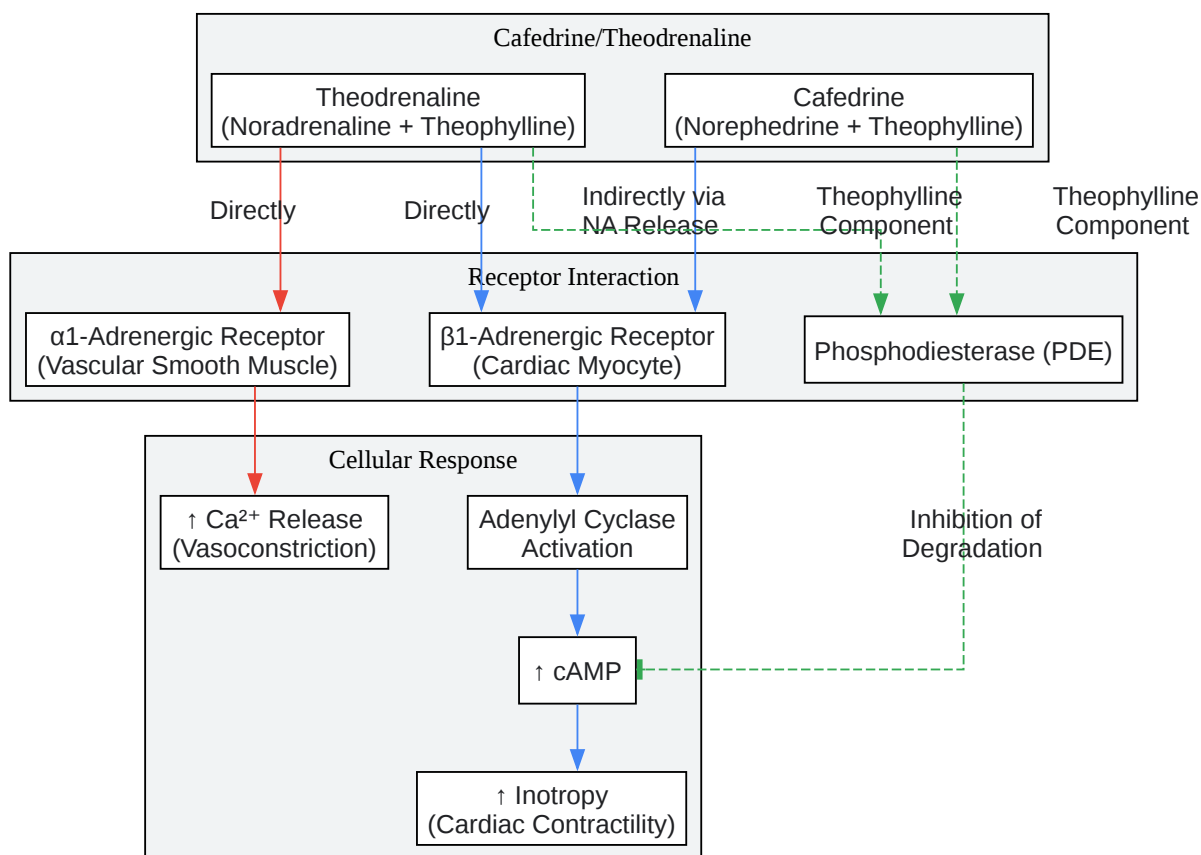 Cafedrine/Theodrenaline
Theodrenaline
(Noradrenaline + Theophylline)
Cafedrine
(Norephedrine + Theophylline)
Directly
Directly
Indirectly via
NA Release
Theophylline
Component
Theophylline
Component
Receptor Interaction
α1-Adrenergic Receptor
(Vascular Smooth Muscle)
β1-Adrenergic Receptor
(Cardiac Myocyte)
Phosphodiesterase (PDE)
Cellular Response
↑ Ca²⁺ Release
(Vasoconstriction)
Adenylyl Cyclase
Activation
Inhibition of
Degradation
↑ cAMP
↑ Inotropy
(Cardiac Contractility)